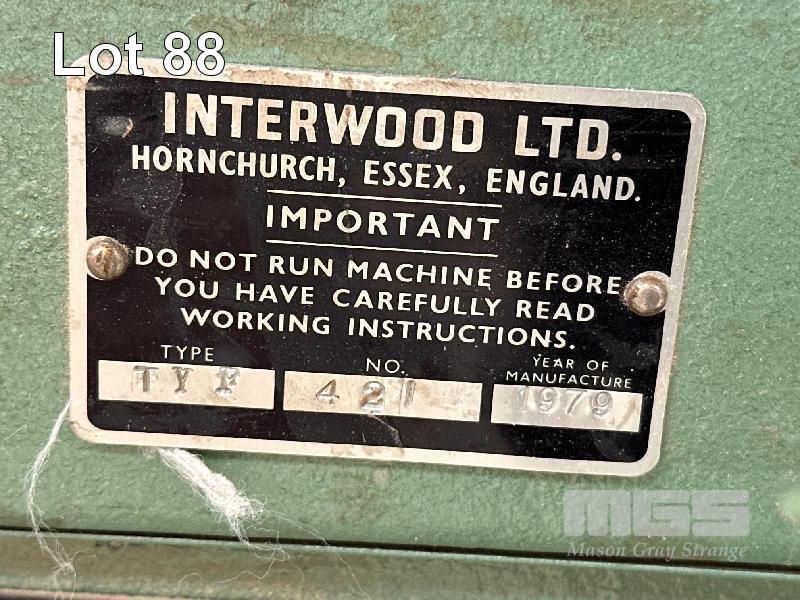 Lot 88
INTERWOOD LTD.
HORNCHURCH, ESSEX, ENGLAND.
IMPORTANT
DO NOT RUN MACHINE BEFORE
YOU HAVE CAREFULLY READ
WORKING INSTRUCTIONS.
TYPE NO. YEAR OF MANUFACTURE
TYF 421 1979
MGS
Mason Gray Strange